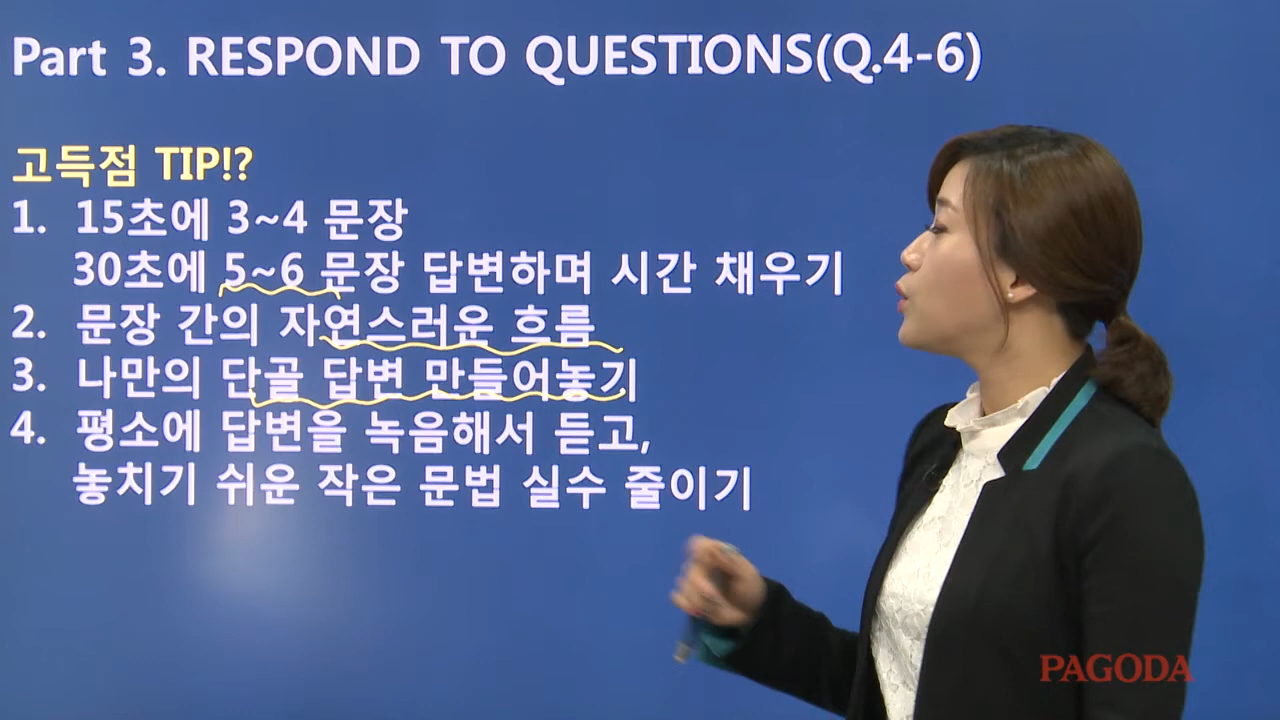 Part 3. RESPOND TO QUESTIONS(Q.4-6)
고득점 TIP!?
1. 15초에 3~4 문장
30초에 5~6 문장 답변하며 시간 채우기
2. 문장 간의 자연스러운 흐름
3. 나만의 단골 답변 만들어놓기
4. 평소에 답변을 녹음해서 듣고,
놓치기 쉬운 작은 문법 실수 줄이기
PAGODA